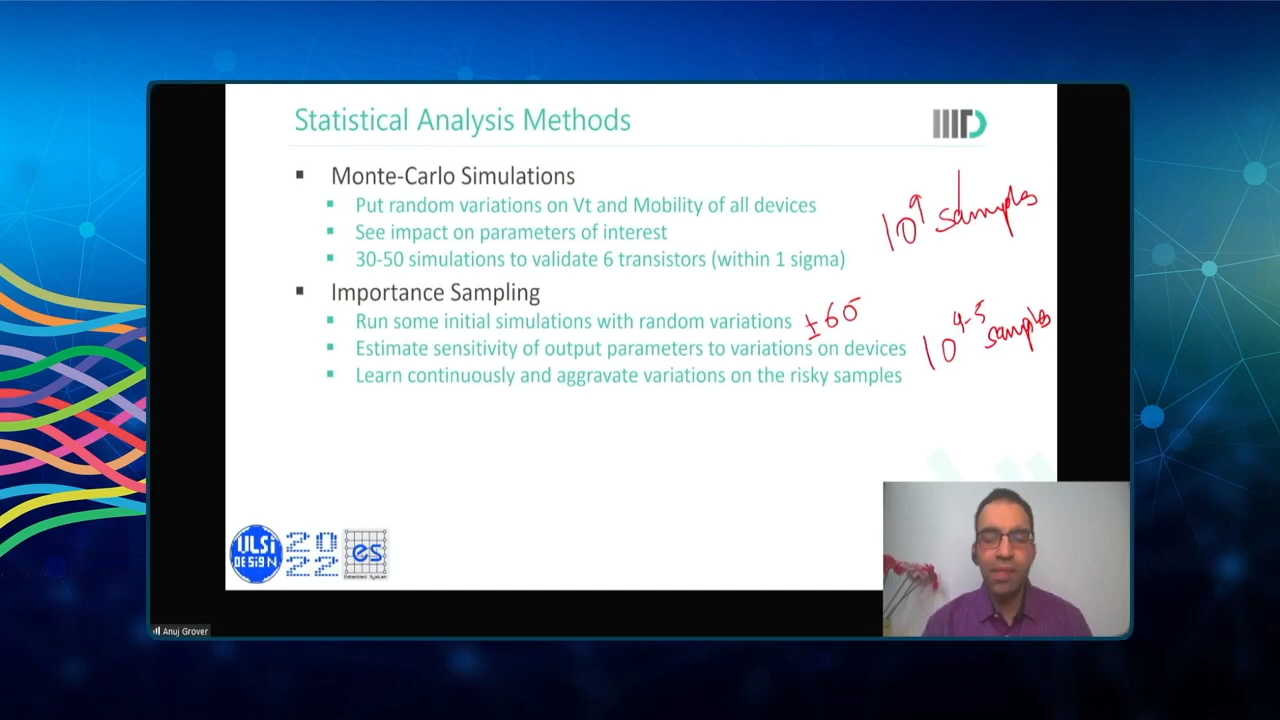 Statistical Analysis Methods
IIITD
▪ Monte-Carlo Simulations
▪ Put random variations on Vt and Mobility of all devices
▪ See impact on parameters of interest
▪ 30-50 simulations to validate 6 transistors (within 1 sigma)
10⁹ samples
▪ Importance Sampling
▪ Run some initial simulations with random variations ±6σ
▪ Estimate sensitivity of output parameters to variations on devices
10⁴⁻⁵ samples
▪ Learn continuously and aggravate variations on the risky samples
VLSI
DESIGN
20
22
es
Embedded System
Anuj Grover